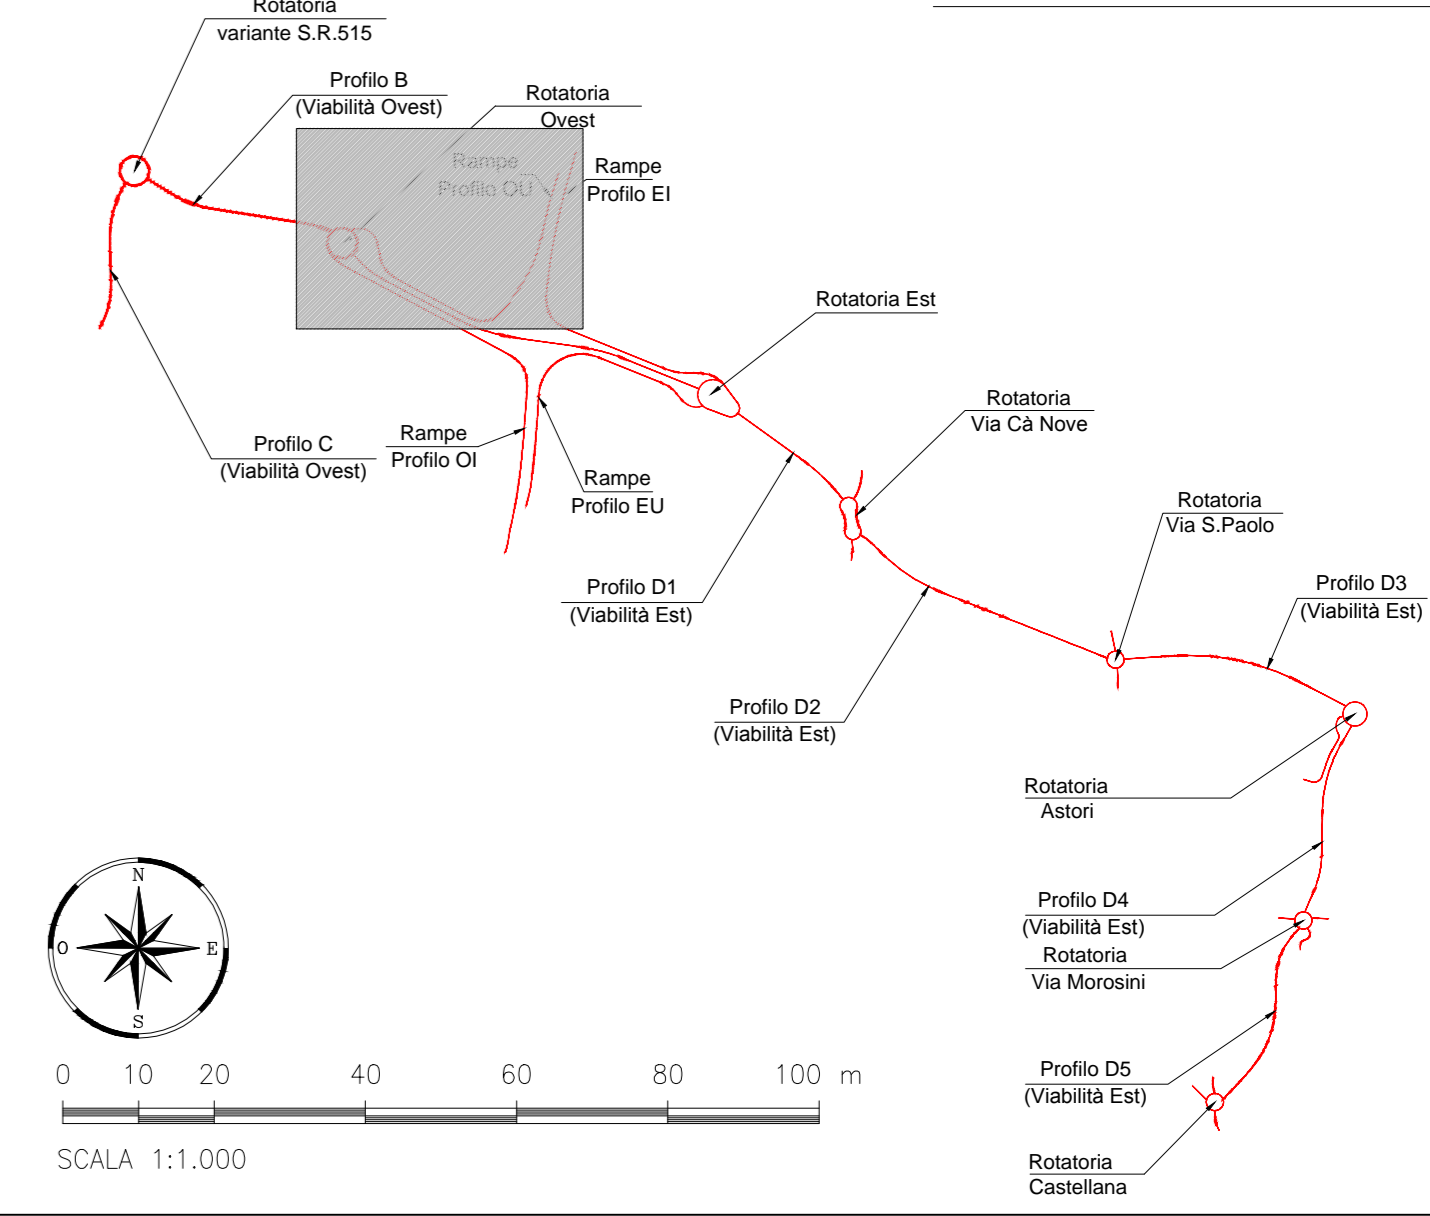 Rotatoria
variante S.R.515
Profilo B
(Viabilità Ovest)
Rotatoria
Ovest
Rampe
Profilo OU
Rampe
Profilo EI
Rotatoria Est
Rotatoria
Via Cà Nove
Profilo C
(Viabilità Ovest)
Rampe
Profilo OI
Rampe
Profilo EU
Rotatoria
Via S.Paolo
Profilo D1
(Viabilità Est)
Profilo D3
(Viabilità Est)
Profilo D2
(Viabilità Est)
Rotatoria
Astori
Profilo D4
(Viabilità Est)
Rotatoria
Via Morosini
Profilo D5
(Viabilità Est)
Rotatoria
Castellana
N
O
E
S
0 10 20 40 60 80 100 m
SCALA 1:1.000